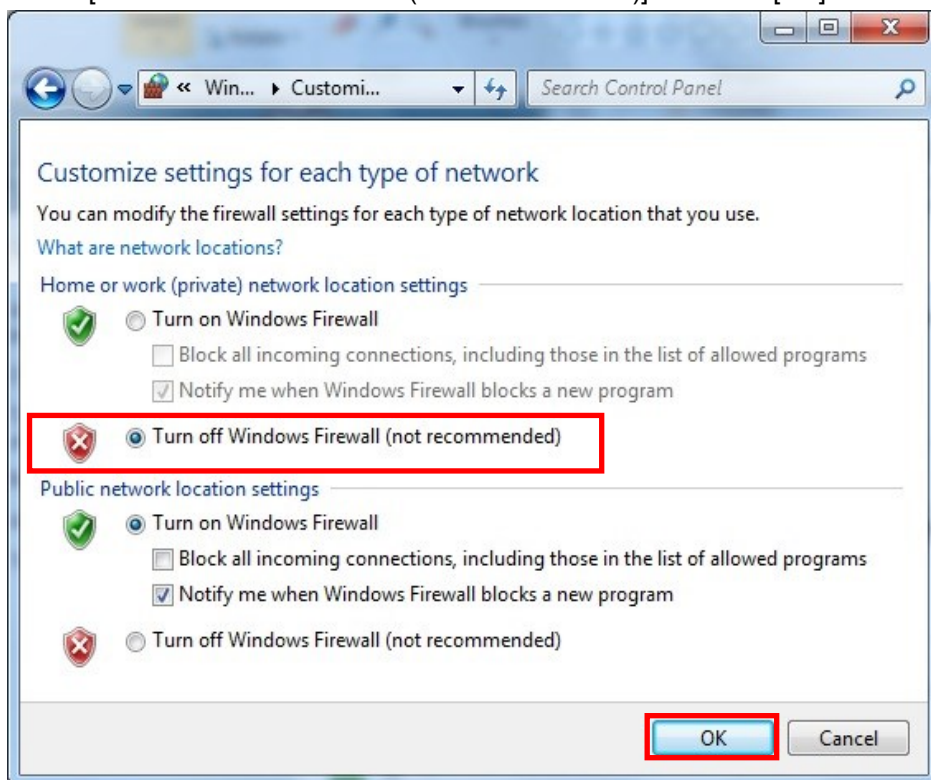 Win... Customi...
Search Control Panel
Customize settings for each type of network
You can modify the firewall settings for each type of network location that you use.
What are network locations?
Home or work (private) network location settings
Turn on Windows Firewall
Block all incoming connections, including those in the list of allowed programs
Notify me when Windows Firewall blocks a new program
Turn off Windows Firewall (not recommended)
Public network location settings
Turn on Windows Firewall
Block all incoming connections, including those in the list of allowed programs
Notify me when Windows Firewall blocks a new program
Turn off Windows Firewall (not recommended)
OK Cancel